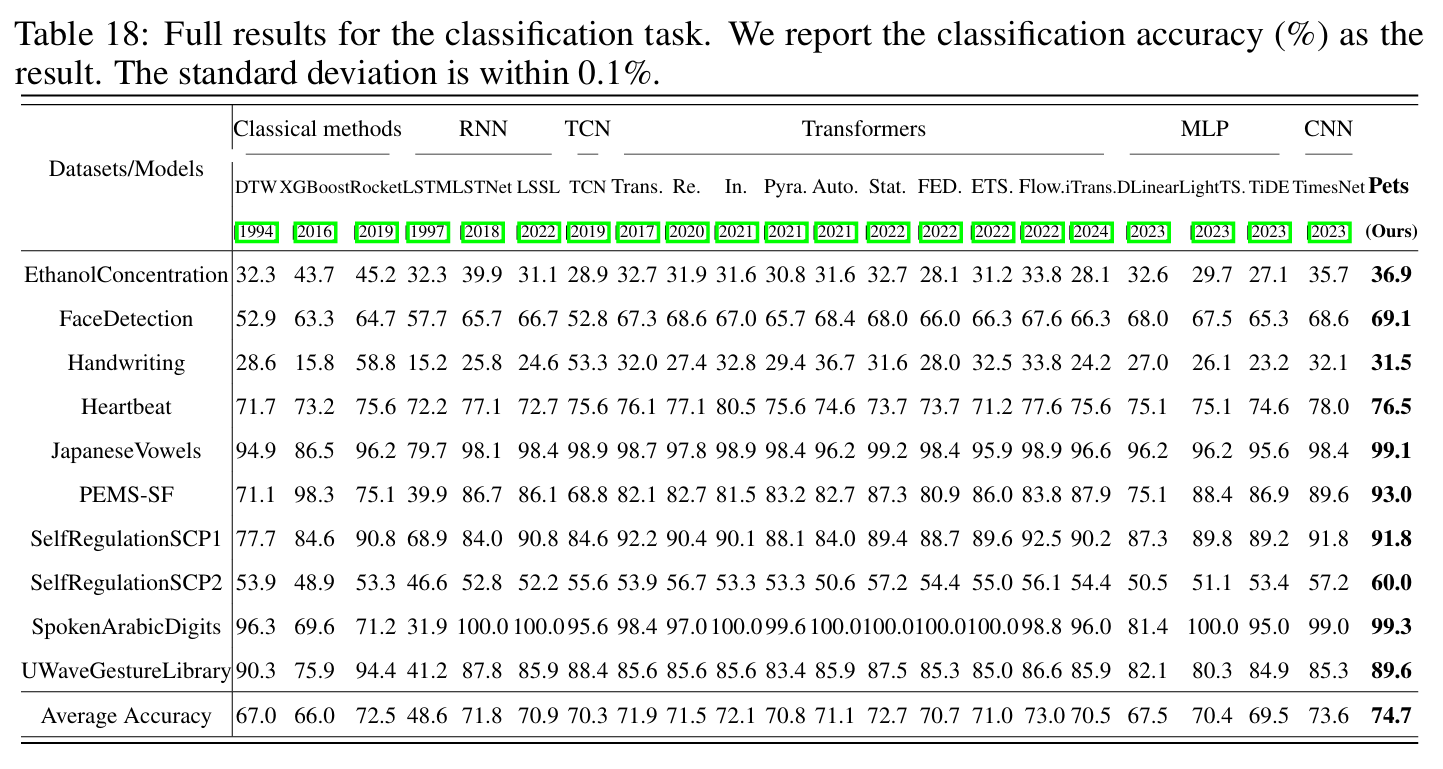 Table 18: Full results for the classification task. We report the classification accuracy (%) as the
result. The standard deviation is within 0.1%.
Classical methods RNN TCN Transformers MLP CNN
Datasets/Models
DTW XGBoost Rocket LSTM LSTNet LSSL TCN Trans. Re. In. Pyra. Auto. Stat. FED. ETS. Flow. iTrans. DLinear LightTS. TiDE TimesNet Pets
[1994] [2016] [2019] [1997] [2018] [2022] [2019] [2017] [2020] [2021] [2021] [2021] [2022] [2022] [2022] [2022] [2024] [2023] [2023] [2023] [2023] (Ours)
EthanolConcentration 32.3 43.7 45.2 32.3 39.9 31.1 28.9 32.7 31.9 31.6 30.8 31.6 32.7 28.1 31.2 33.8 28.1 32.6 29.7 27.1 35.7 36.9
FaceDetection 52.9 63.3 64.7 57.7 65.7 66.7 52.8 67.3 68.6 67.0 65.7 68.4 68.0 66.0 66.3 67.6 66.3 68.0 67.5 65.3 68.6 69.1
Handwriting 28.6 15.8 58.8 15.2 25.8 24.6 53.3 32.0 27.4 32.8 29.4 36.7 31.6 28.0 32.5 33.8 24.2 27.0 26.1 23.2 32.1 31.5
Heartbeat 71.7 73.2 75.6 72.2 77.1 72.7 75.6 76.1 77.1 80.5 75.6 74.6 73.7 73.7 71.2 77.6 75.6 75.1 75.1 74.6 78.0 76.5
JapaneseVowels 94.9 86.5 96.2 79.7 98.1 98.4 98.9 98.7 97.8 98.9 98.4 96.2 99.2 98.4 95.9 98.9 96.6 96.2 96.2 95.6 98.4 99.1
PEMS-SF 71.1 98.3 75.1 39.9 86.7 86.1 68.8 82.1 82.7 81.5 83.2 82.7 87.3 80.9 86.0 83.8 87.9 75.1 88.4 86.9 89.6 93.0
SelfRegulationSCP1 77.7 84.6 90.8 68.9 84.0 90.8 84.6 92.2 90.4 90.1 88.1 84.0 89.4 88.7 89.6 92.5 90.2 87.3 89.8 89.2 91.8 91.8
SelfRegulationSCP2 53.9 48.9 53.3 46.6 52.8 52.2 55.6 53.9 56.7 53.3 53.3 50.6 57.2 54.4 55.0 56.1 54.4 50.5 51.1 53.4 57.2 60.0
SpokenArabicDigits 96.3 69.6 71.2 31.9 100.0 100.0 95.6 98.4 97.0 100.0 99.6 100.0 100.0 100.0 100.0 98.8 96.0 81.4 100.0 95.0 99.0 99.3
UWaveGestureLibrary 90.3 75.9 94.4 41.2 87.8 85.9 88.4 85.6 85.6 85.6 83.4 85.9 87.5 85.3 85.0 86.6 85.9 82.1 80.3 84.9 85.3 89.6
Average Accuracy 67.0 66.0 72.5 48.6 71.8 70.9 70.3 71.9 71.5 72.1 70.8 71.1 72.7 70.7 71.0 73.0 70.5 67.5 70.4 69.5 73.6 74.7